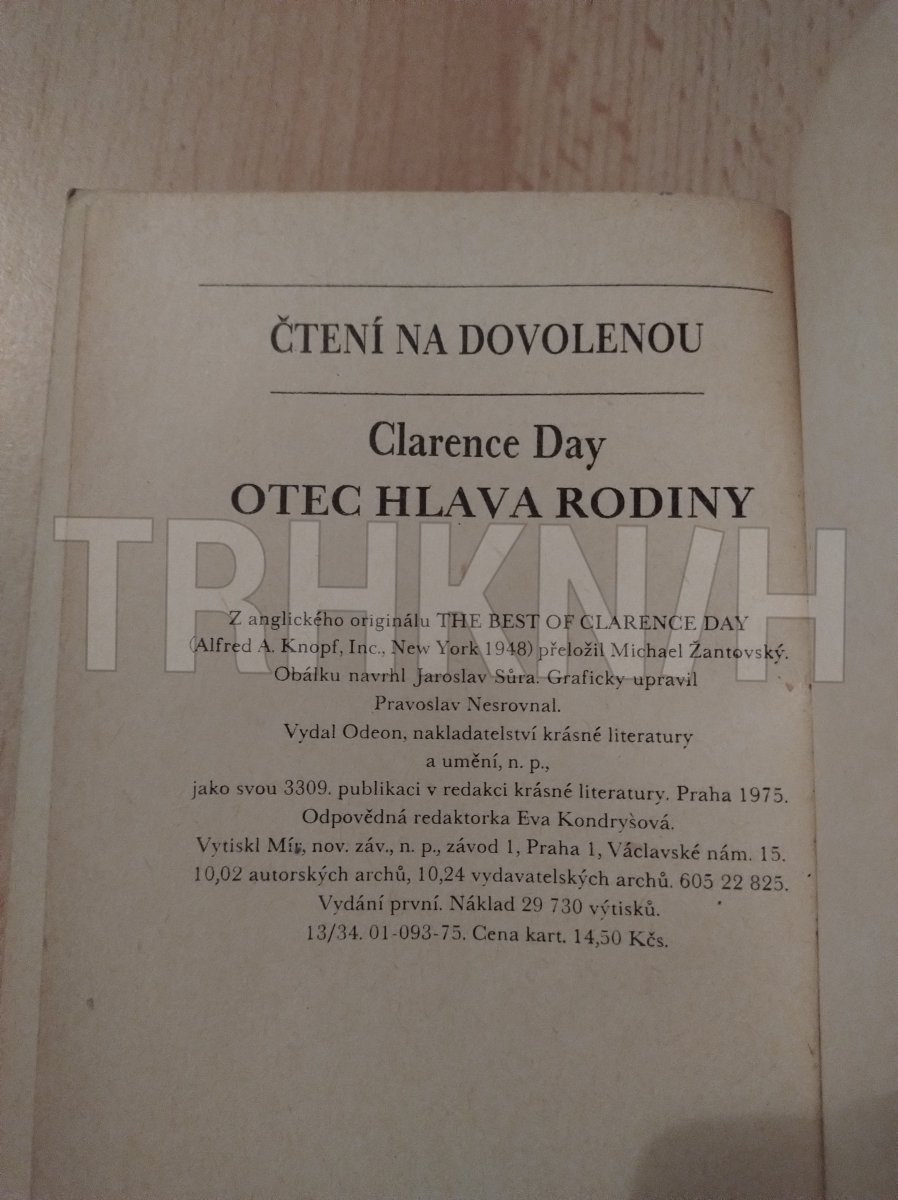 ČTENÍ NA DOVOLENOU
Clarence Day
OTEC HLAVA RODINY
TRHKN/H
Z anglického originálu THE BEST OF CLARENCE DAY
(Alfred A. Knopf, Inc., New York 1948) přeložil Michael Žantovský.
Obálku navrhl Jaroslav Sůra. Graficky upravil
Pravoslav Nesrovnal.
Vydal Odeon, nakladatelství krásné literatury
a umění, n. p.,
jako svou 3309. publikaci v redakci krásné literatury. Praha 1975.
Odpovědná redaktorka Eva Kondrysová.
Vytiskl Mír, nov. záv., n. p., závod 1, Praha 1, Václavské nám. 15.
10,02 autorských archů, 10,24 vydavatelských archů. 605 22 825.
Vydání první. Náklad 29 730 výtisků.
13/34. 01-093-75. Cena kart. 14,50 Kčs.